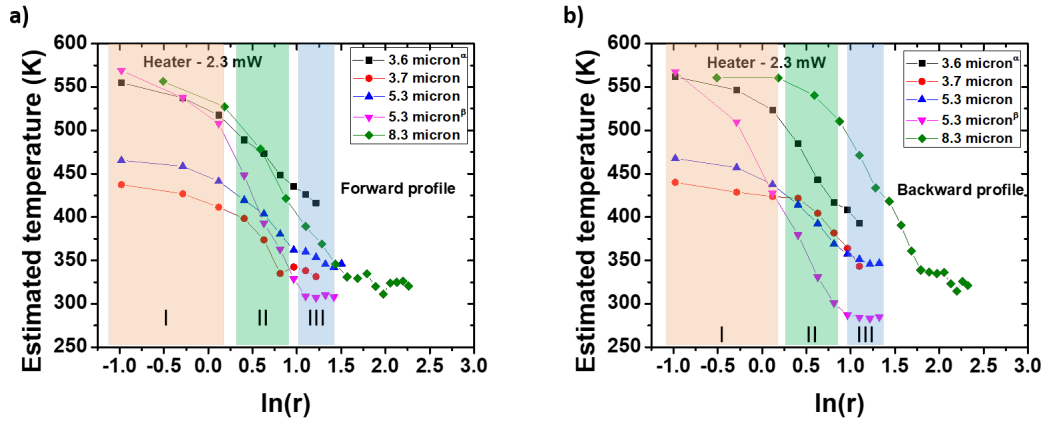 a)
Estimated temperature (K)
600
550
500
450
400
350
300
250
Heater - 2.3 mW
3.6 micronα
3.7 micron
5.3 micron
5.3 micronβ
8.3 micron
Forward profile
I
II
III
-1.0 -0.5 0.0 0.5 1.0 1.5 2.0 2.5 3.0
ln(r)
b)
Estimated temperature (K)
600
550
500
450
400
350
300
250
Heater - 2.3 mW
3.6 micronα
3.7 micron
5.3 micron
5.3 micronβ
8.3 micron
Backward profile
I
II
III
-1.0 -0.5 0.0 0.5 1.0 1.5 2.0 2.5 3.0
ln(r)